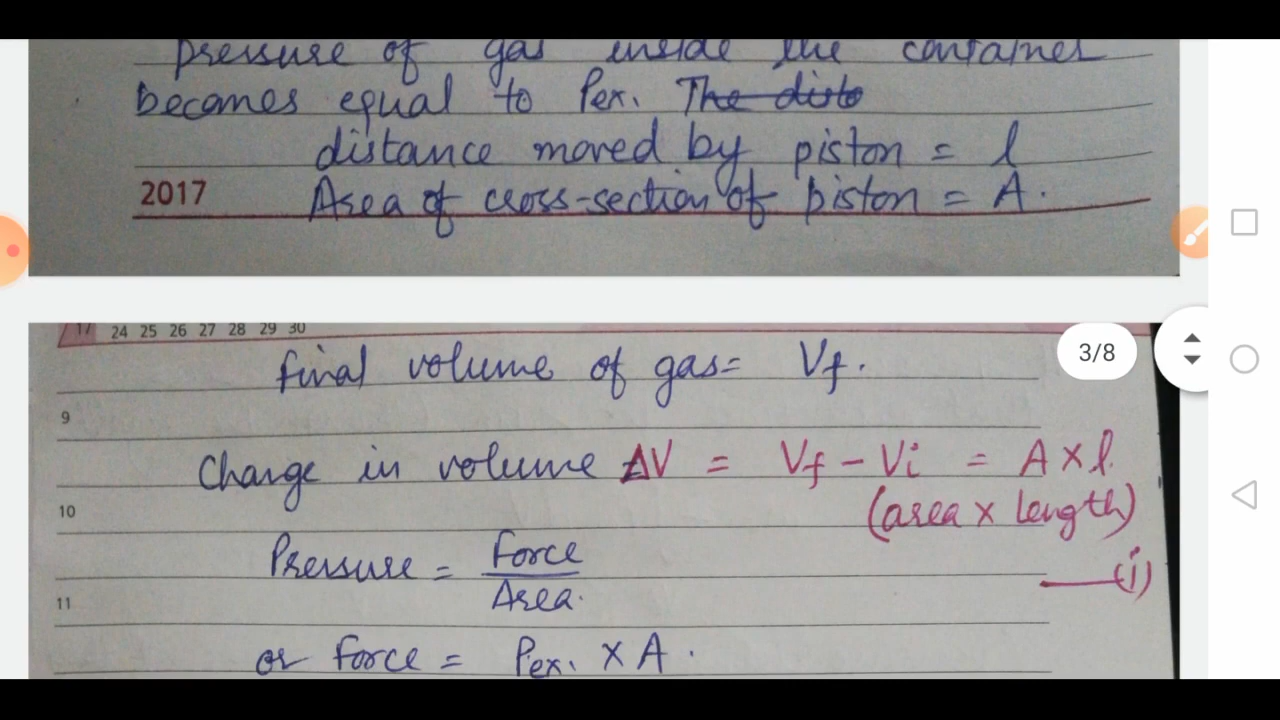 pressure of gas inside the container
becomes equal to Pex. The disto
distance moved by piston = l
2017
Area of cross-section of piston = A.
17 24 25 26 27 28 29 30
final volume of gas = Vf.
3/8
9
Change in volume ΔV = Vf - Vi = A × l.
10
(area × length)
Pressure = Force
Area.
(i)
11
or force = Pex. × A.